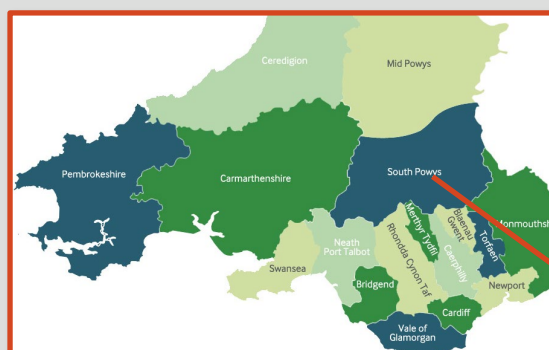 Ceredigion
Mid Powys
Pembrokeshire
Carmarthenshire
South Powys
Monmouthsh
Merthyr Tydfil
Blaenau
Gwent
Torfaen
Neath
Port Talbot
Rhondda Cynon Taf
Caerphilly
Swansea
Bridgend
Newport
Cardiff
Vale of
Glamorgan